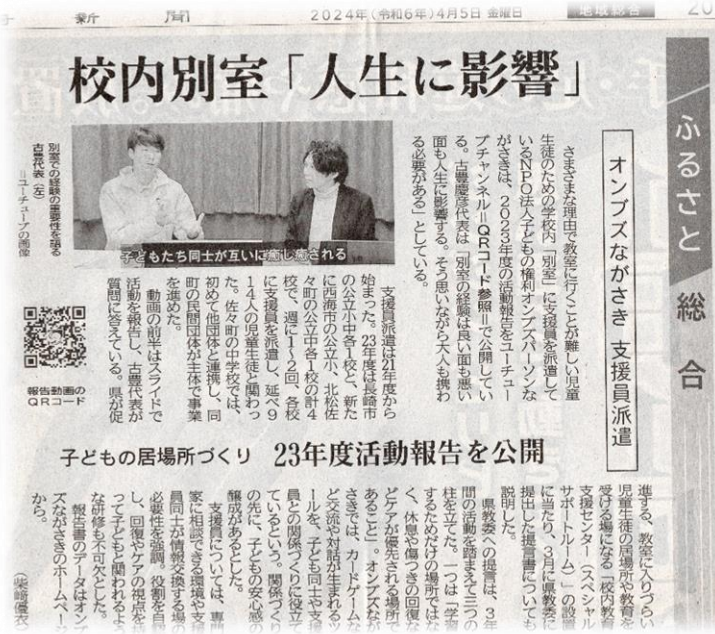 新聞
2024年(令和6年)4月5日 金曜日
地域総合
20
ふるさと
総合
校内別室「人生に影響」
オンブズながさき 支援員派遣
さまざまな理由で教室に行くことが難しい児童
生徒のための学校内「別室」に支援員を派遣して
いるNPO法人子どもの権利オンブズパーソンな
がさきは、2023年度の活動報告をユーチュー
ブチャンネル=QRコード参照=で公開してい
る。古豊慶彦代表は「別室の経験は良い面も悪い
面も人生に影響する。そう思いながら大人も携わ
る必要がある」としている。
子どもたち同士が互いに癒し癒される
別室での経験の重要性を語る
古豊代表(左)
=ユーチューブの画像
支援員派遣は21年度から
始まった。23年度は長崎市
の公立小中各1校と、新た
に西海市の公立小、北松佐
々町の公立中各1校の計4
校で、週に1~2回、各校
に支援員を派遣し、延べ9
14人の児童生徒と関わっ
た。佐々町の中学校では、
初めて他団体と連携し、同
町の民間団体が主体で事業
を進めた。
動画の前半はスライドで
活動を報告し、古豊代表が
質問に答えている。県が促
報告動画の
QRコード
子どもの居場所づくり 23年度活動報告を公開
進する、教室に入りづらい
児童生徒の居場所や教育を
受ける場になる「校内教育
支援センター(スペシャル
サポートルーム)」の設置
に当たり、3月に県教委に
提出した提言書についても
説明した。
県教委への提言は、3年
間の活動を踏まえて三つの
柱を立てた。一つは「学習
するためだけの場所ではな
く、休息や傷つきの回復な
どケアが優先される場所で
あること」。オンブズなが
さきでは、カードゲームな
ど交流や対話が生まれるツ
ールを、子ども同士や支援
員との関係づくりに役立て
ているという。関係づくり
の先に、子どもの安心感の
醸成があるとした。
支援員については、専門
家に相談できる環境や支援
員同士が情報交換する場の
必要性を強調。役割を自覚
し、回復やケアの視点を持
って子どもと関われるよう
な研修も不可欠とした。
報告書のデータはオンブ
ズながさきのホームページ
から。
(柴崎優衣)